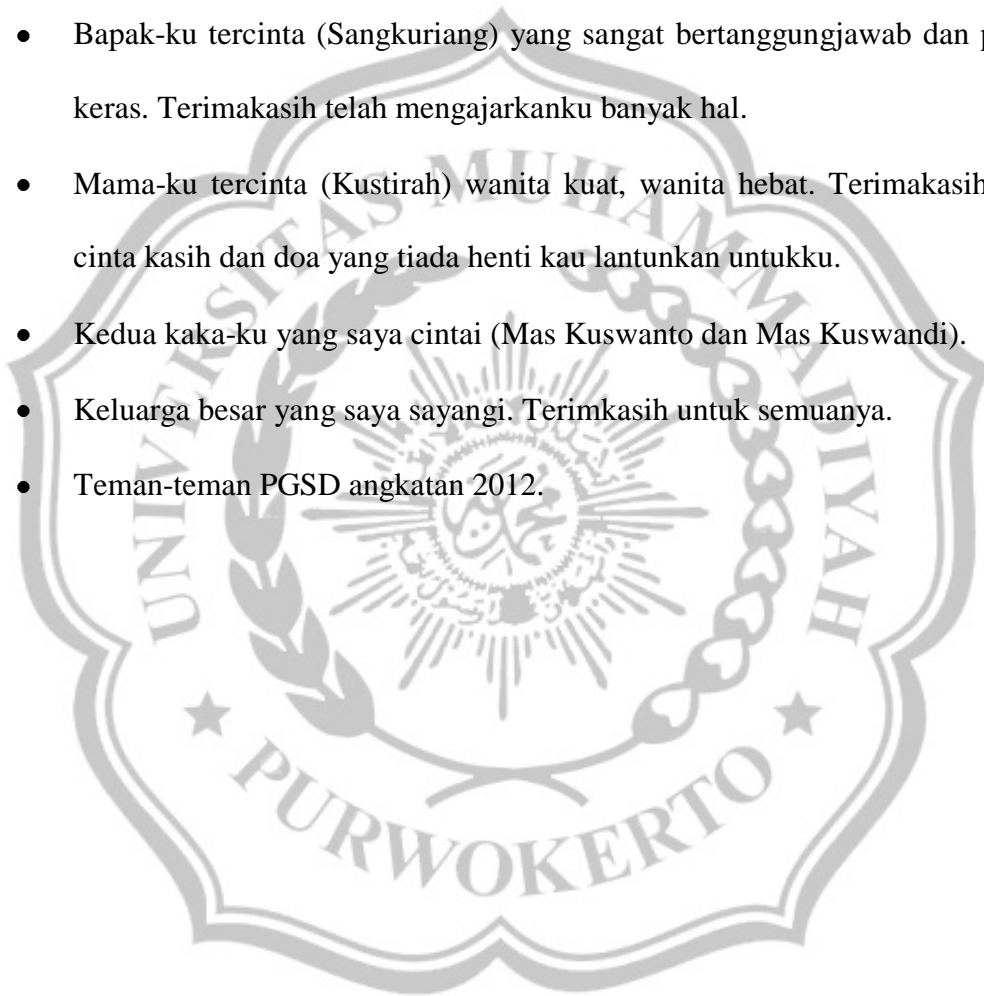 • Bapak-ku tercinta (Sangkuriang) yang sangat bertanggungjawab dan
keras. Terimakasih telah mengajarkanku banyak hal.
• Mama-ku tercinta (Kustirah) wanita kuat, wanita hebat. Terimakasih
cinta kasih dan doa yang tiada henti kau lantunkan untukku.
• Kedua kaka-ku yang saya cintai (Mas Kuswanto dan Mas Kuswandi).
• Keluarga besar yang saya sayangi. Terimkasih untuk semuanya.
• Teman-teman PGSD angkatan 2012.
UNIVERSITAS MUHAMMADIYAH
PURWOKERTO